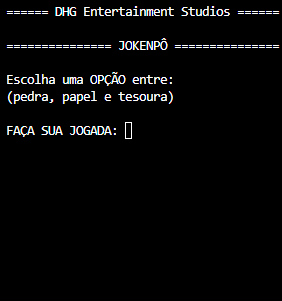 ====== DHG Entertainment Studios ======
=============== JOKENPÔ ===============
Escolha uma OPÇÃO entre:
(pedra, papel e tesoura)
FAÇA SUA JOGADA: